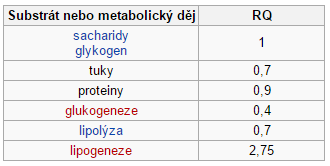 Substrát nebo metabolický děj RQ
sacharidy
glykogen 1
tuky 0,7
proteiny 0,9
glukogeneze 0,4
lipolýza 0,7
lipogeneze 2,75